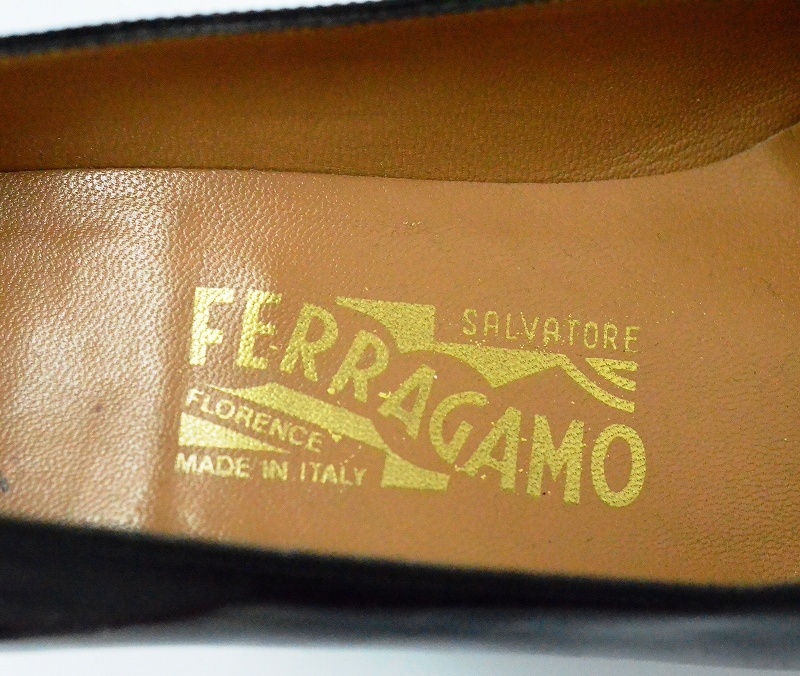 SALVATORE
FERRAGAMO
FLORENCE
MADE IN ITALY